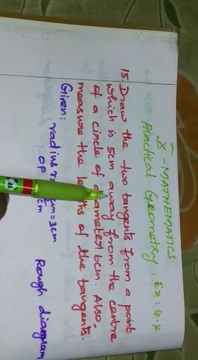 X - MATHEMATICS
Practical Geometry. Ex: 4.4
15. Draw the two tangents from a point
which is 5cm away from the centre
of a circle of diameter 6cm. Also
measure the lengths of the tangents.
Given: Rough diagram
radius = 3cm
OP cm